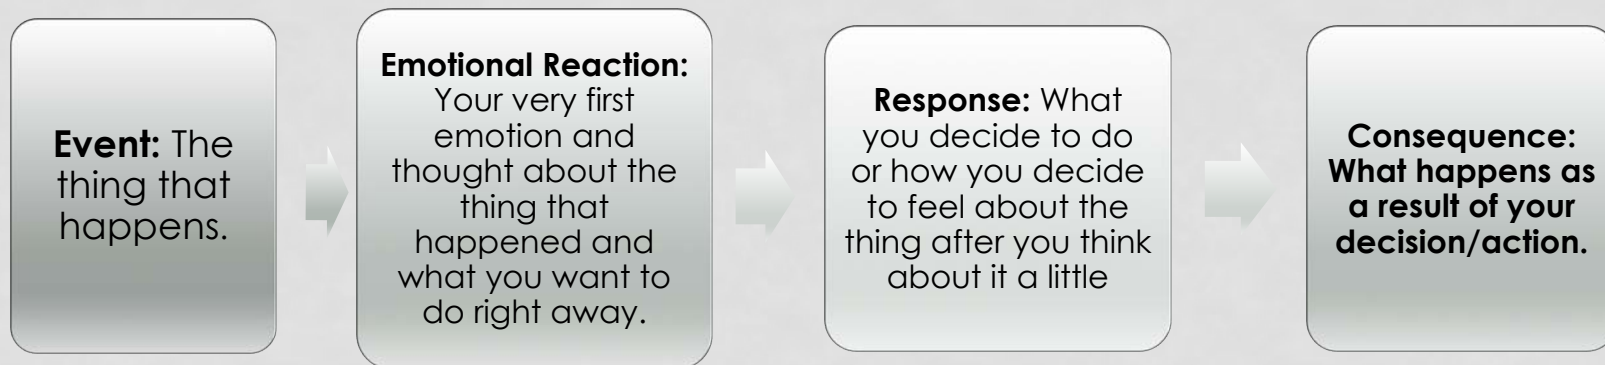 Event: The
thing that
happens.
Emotional Reaction:
Your very first
emotion and
thought about the
thing that
happened and
what you want to
do right away.
Response: What
you decide to do
or how you decide
to feel about the
thing after you think
about it a little
Consequence:
What happens as
a result of your
decision/action.